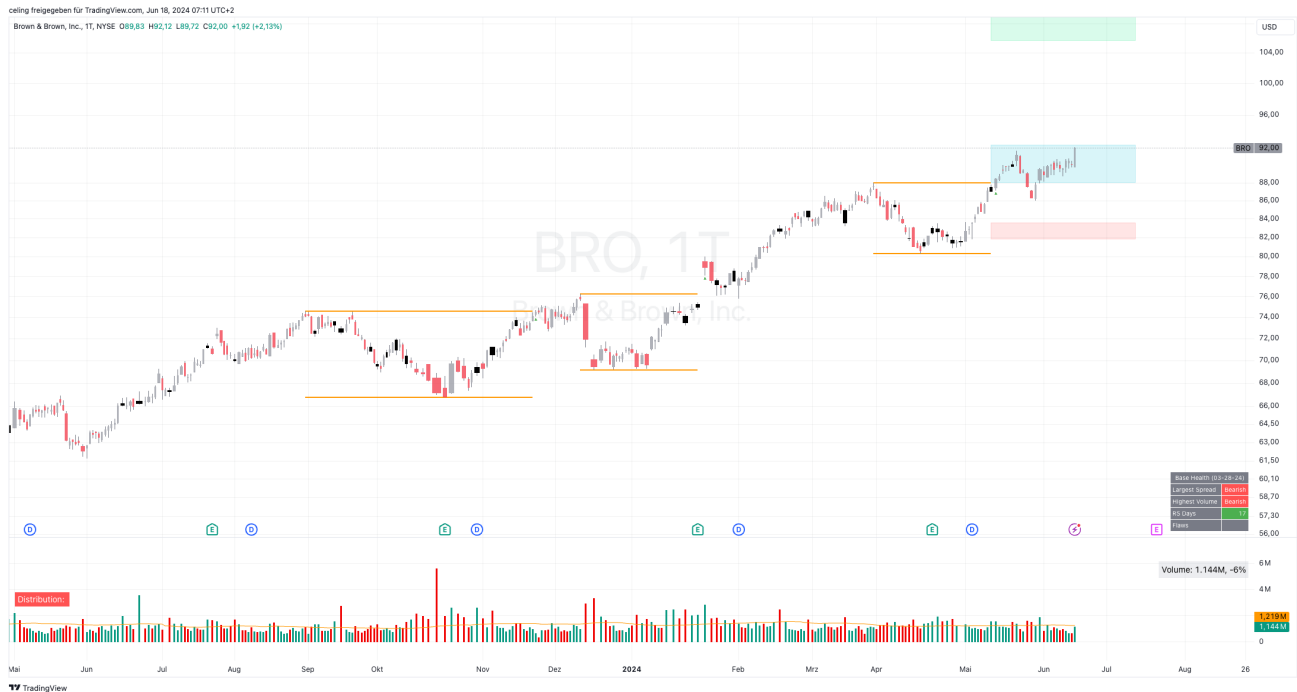 celing freigegeben für TradingView.com, Jun 18, 2024 07:11 UTC+2
Brown & Brown, Inc., 1T, NYSE O89,83 H92,12 L89,72 C92,00 +1,92 (+2,13%)
USD
104,00
100,00
96,00
BRO 92,00
88,00
86,00
84,00
82,00
80,00
78,00
76,00
74,00
72,00
70,00
68,00
66,00
64,50
63,00
61,50
60,10
58,70
57,30
56,00
BRO, 1T
Brown & Brown, Inc.
Base Health (03-28-24)
Largest Spread Bearish
Highest Volume Bearish
RS Days 17
Flaws
D E D E D E D E D E
Volume: 1.144M, -6%
6 M
4 M
1,219 M
1,144 M
0
Distribution:
Mai Jun Jul Aug Sep Okt Nov Dez 2024 Feb Mrz Apr Mai Jun Jul Aug 26
TradingView